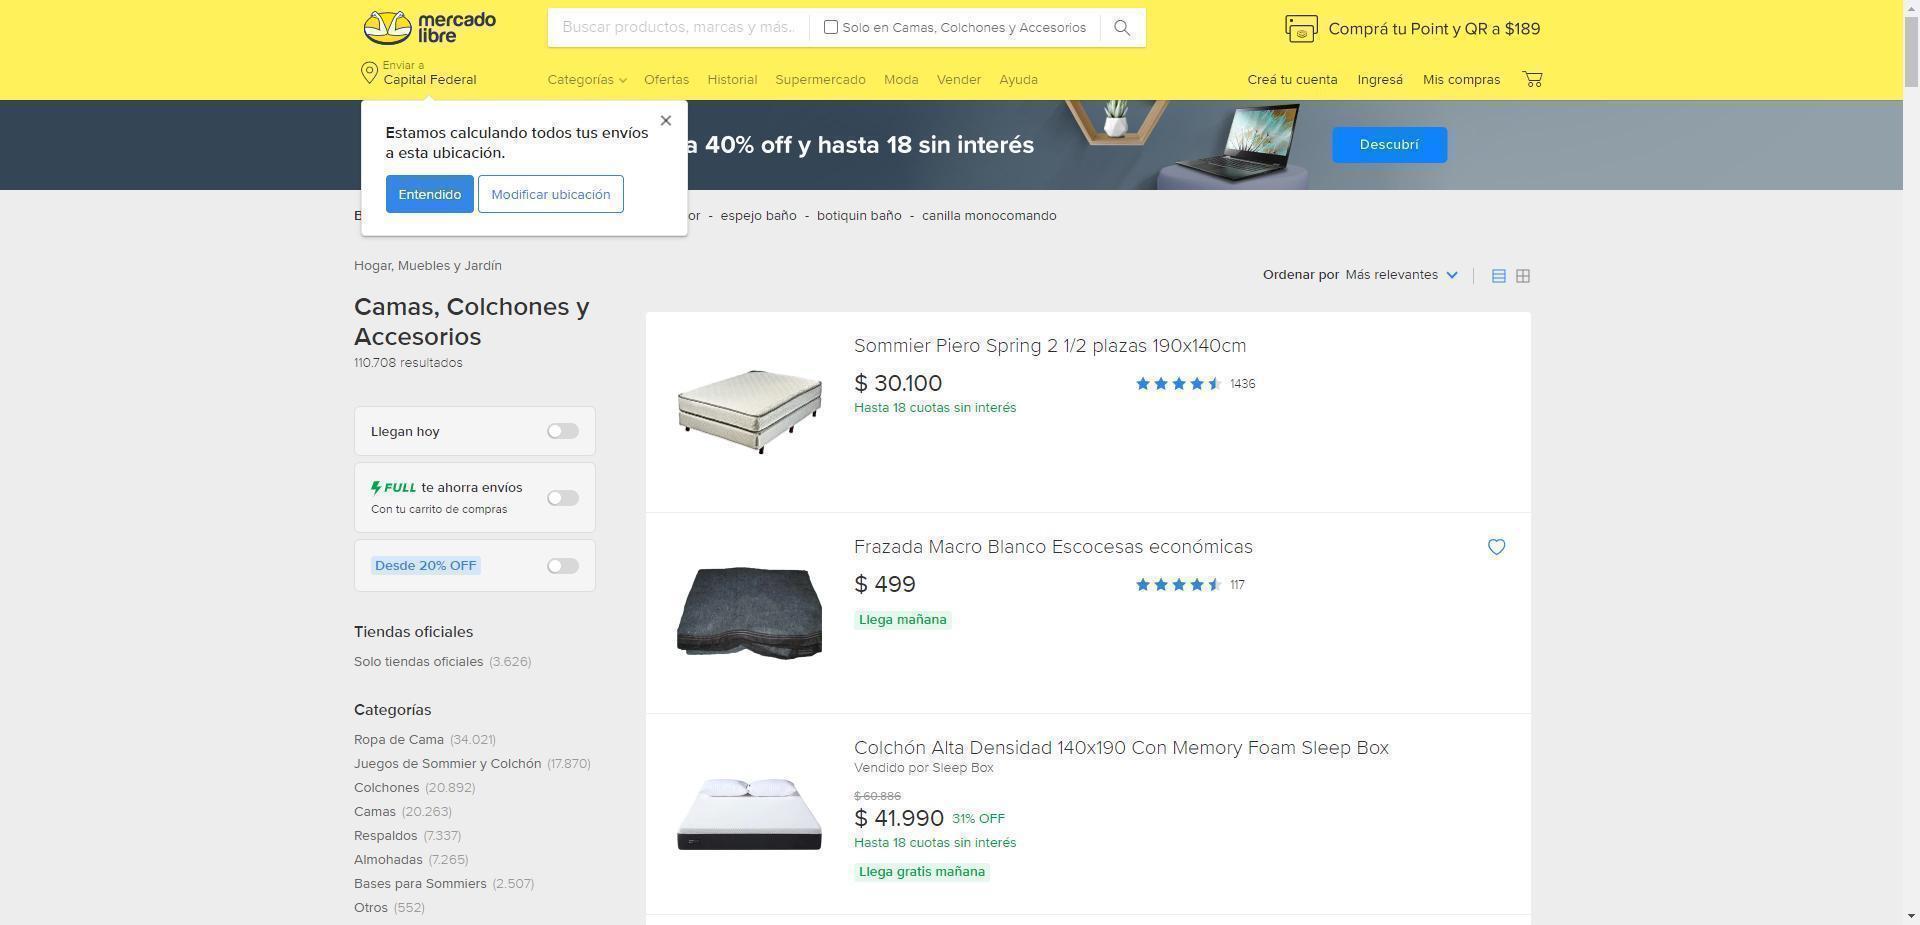 mercado
libre
Buscar productos, marcas y más..
Solo en Camas, Colchones y Accesorios
Comprá tu Point y QR a $189
Enviar a
Capital Federal
Categorías
Ofertas
Historial
Supermercado
Moda
Vender
Ayuda
Creá tu cuenta
Ingresá
Mis compras
Estamos calculando todos tus envíos
a esta ubicación.
Entendido
Modificar ubicación
a 40% off y hasta 18 sin interés
Descubrí
or - espejo baño - botiquin baño - canilla monocomando
Hogar, Muebles y Jardín
Camas, Colchones y
Accesorios
110.708 resultados
Ordenar por Más relevantes
Llegan hoy
FULL te ahorra envíos
Con tu carrito de compras
Desde 20% OFF
Tiendas oficiales
Solo tiendas oficiales (3.626)
Categorías
Ropa de Cama (34.021)
Juegos de Sommier y Colchón (17.870)
Colchones (20.892)
Camas (20.263)
Respaldos (7.337)
Almohadas (7.265)
Bases para Sommiers (2.507)
Otros (552)
Sommier Piero Spring 2 1/2 plazas 190x140cm
$ 30.100
1436
Hasta 18 cuotas sin interés
Frazada Macro Blanco Escocesas económicas
$ 499
117
Llega mañana
Colchón Alta Densidad 140x190 Con Memory Foam Sleep Box
Vendido por Sleep Box
$ 60.886
$ 41.990 31% OFF
Hasta 18 cuotas sin interés
Llega gratis mañana